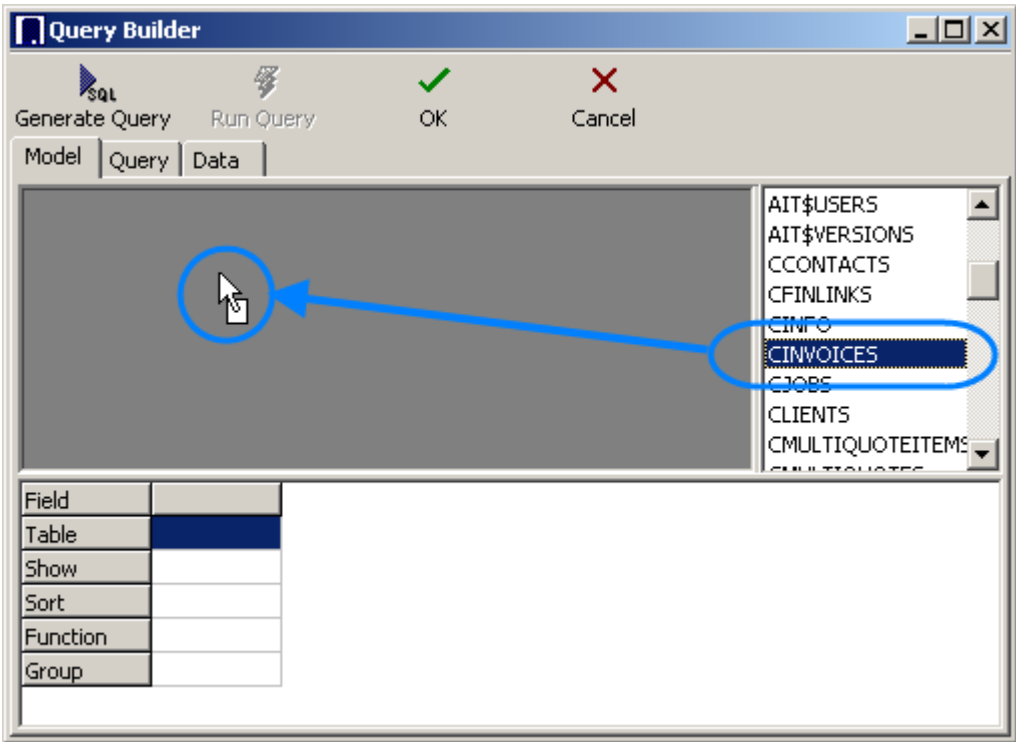 Query Builder
SQL
Generate Query Run Query OK Cancel
Model Query Data
AIT$USERS
AIT$VERSIONS
CCONTACTS
CFINLINKS
CINFO
CINVOICES
CJOBS
CLIENTS
CMULTIQUOTEITEMS
Field
Table
Show
Sort
Function
Group